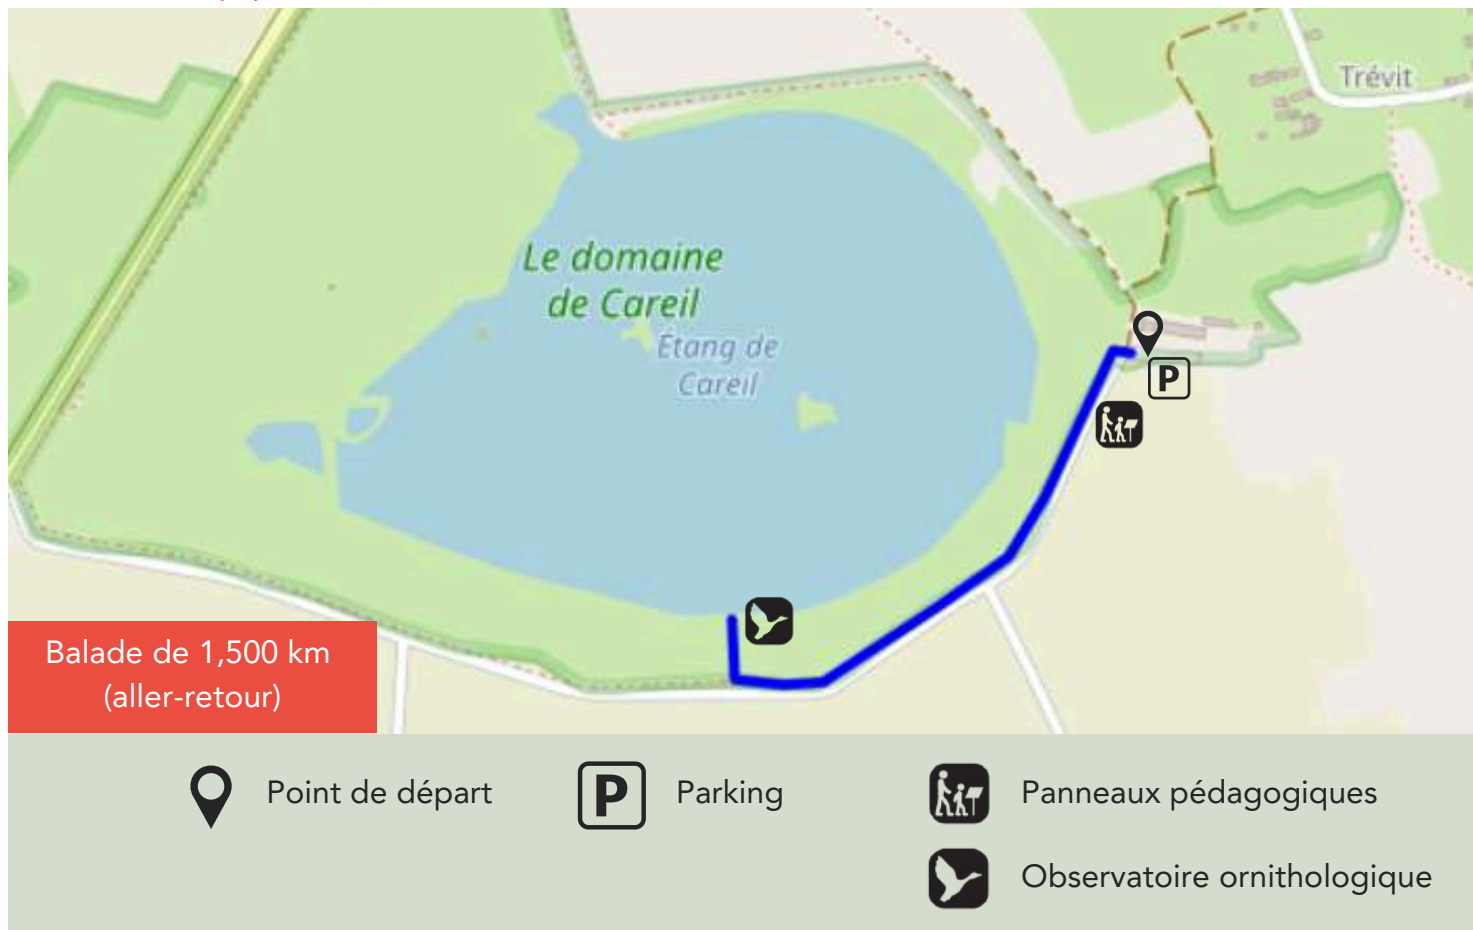 Trévit
Le domaine
de Careil
Étang de
Careil
P
Balade de 1,500 km
(aller-retour)
Point de départ
P
Parking
Panneaux pédagogiques
Observatoire ornithologique